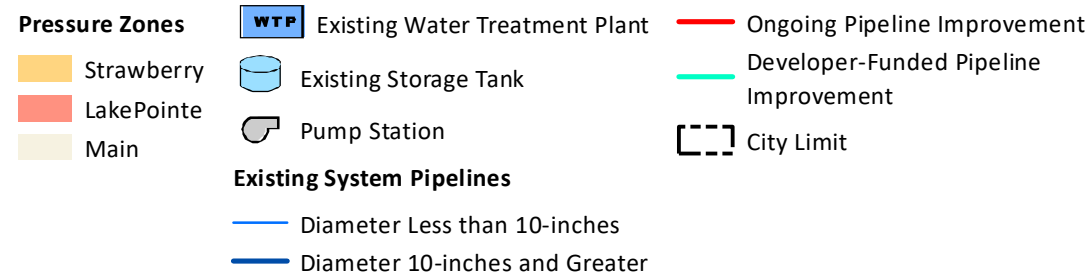 Pressure Zones
Strawberry
LakePointe
Main
WTP Existing Water Treatment Plant
Existing Storage Tank
Pump Station
Existing System Pipelines
Diameter Less than 10-inches
Diameter 10-inches and Greater
Ongoing Pipeline Improvement
Developer-Funded Pipeline
Improvement
City Limit